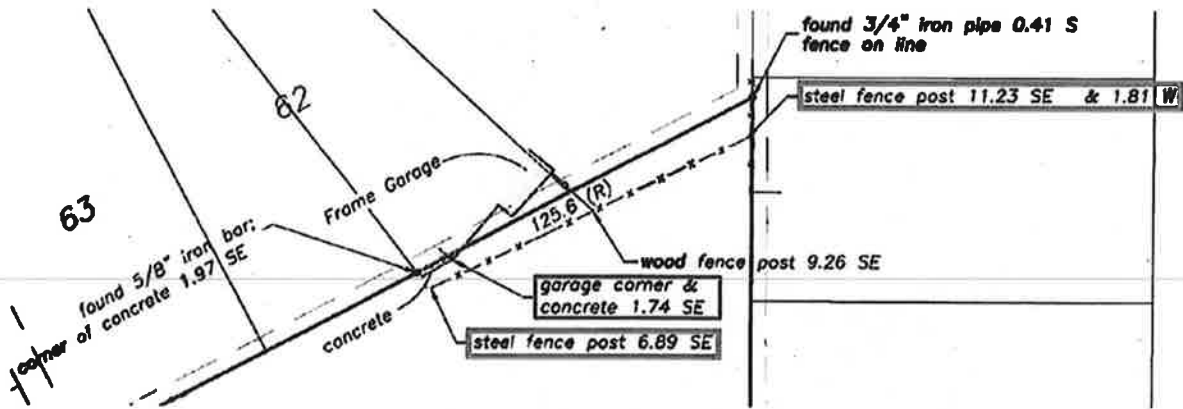 found 3/4" iron pipe 0.41 S
fence on line
steel fence post 11.23 SE & 1.81 W
62
Frame Garage
63
125.6 (R)
found 5/8" iron bar;
corner of concrete 1.97 SE
wood fence post 9.26 SE
garage corner &
concrete 1.74 SE
concrete
steel fence post 6.89 SE